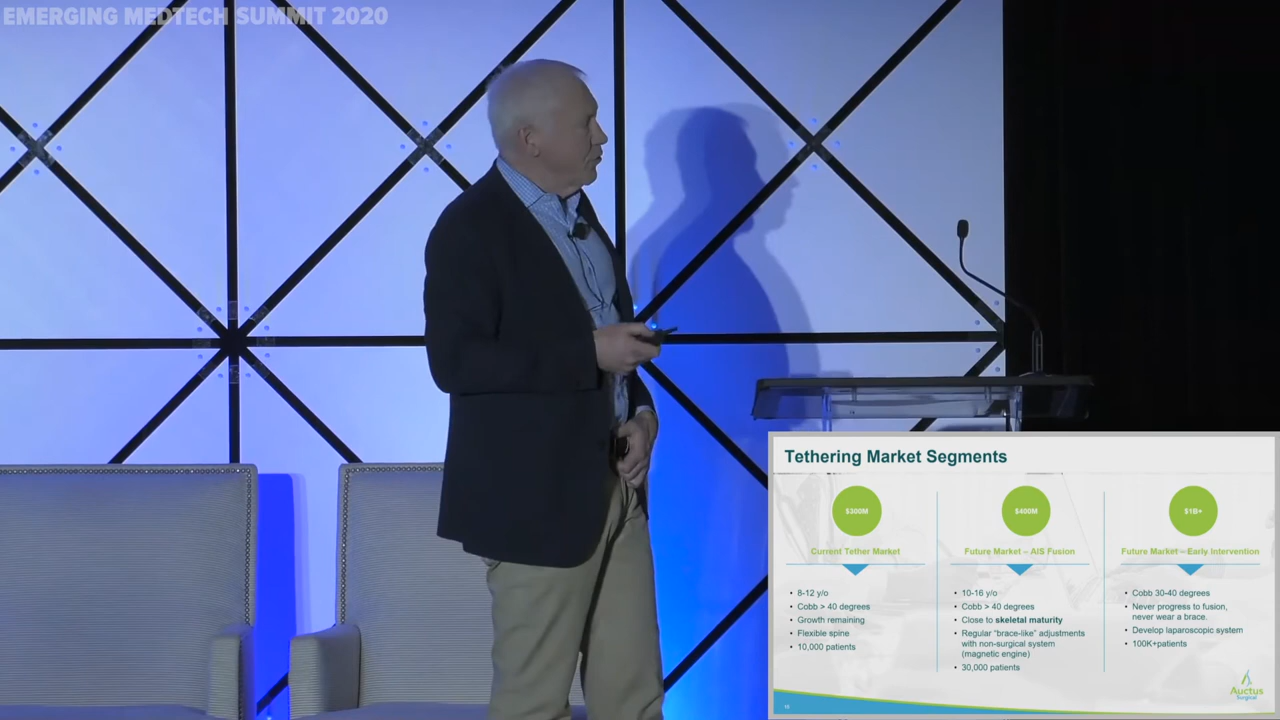 EMERGING MEDTECH SUMMIT 2020
Tethering Market Segments
$300M
Current Tether Market
• 8-12 y/o
• Cobb > 40 degrees
• Growth remaining
• Flexible spine
• 10,000 patients
$400M
Future Market – AIS Fusion
• 10-16 y/o
• Cobb > 40 degrees
• Close to skeletal maturity
• Regular “brace-like” adjustments
with non-surgical system
(magnetic engine)
• 30,000 patients
$1B+
Future Market – Early Intervention
• Cobb 30-40 degrees
• Never progress to fusion,
never wear a brace.
• Develop laparoscopic system
• 100K+patients
Auctus
Surgical